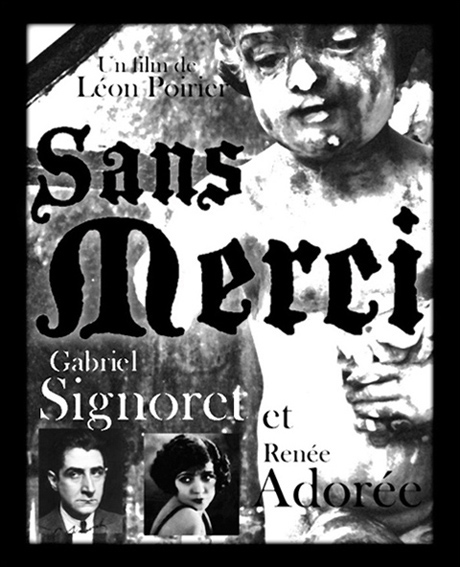 Un film de
Léon Poirier
Sans
Merci
Gabriel
Signoret
et
Renée
Adorée